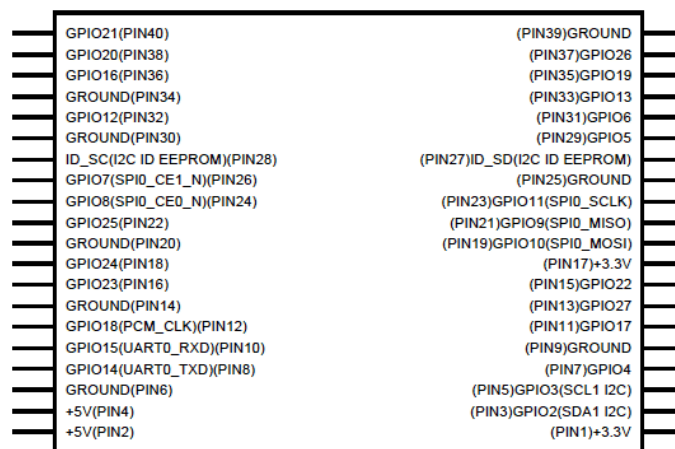 GPIO21(PIN40) (PIN39)GROUND
GPIO20(PIN38) (PIN37)GPIO26
GPIO16(PIN36) (PIN35)GPIO19
GROUND(PIN34) (PIN33)GPIO13
GPIO12(PIN32) (PIN31)GPIO6
GROUND(PIN30) (PIN29)GPIO5
ID_SC(I2C ID EEPROM)(PIN28) (PIN27)ID_SD(I2C ID EEPROM)
GPIO7(SPI0_CE1_N)(PIN26) (PIN25)GROUND
GPIO8(SPI0_CE0_N)(PIN24) (PIN23)GPIO11(SPI0_SCLK)
GPIO25(PIN22) (PIN21)GPIO9(SPI0_MISO)
GROUND(PIN20) (PIN19)GPIO10(SPI0_MOSI)
GPIO24(PIN18) (PIN17)+3.3V
GPIO23(PIN16) (PIN15)GPIO22
GROUND(PIN14) (PIN13)GPIO27
GPIO18(PCM_CLK)(PIN12) (PIN11)GPIO17
GPIO15(UART0_RXD)(PIN10) (PIN9)GROUND
GPIO14(UART0_TXD)(PIN8) (PIN7)GPIO4
GROUND(PIN6) (PIN5)GPIO3(SCL1 I2C)
+5V(PIN4) (PIN3)GPIO2(SDA1 I2C)
+5V(PIN2) (PIN1)+3.3V